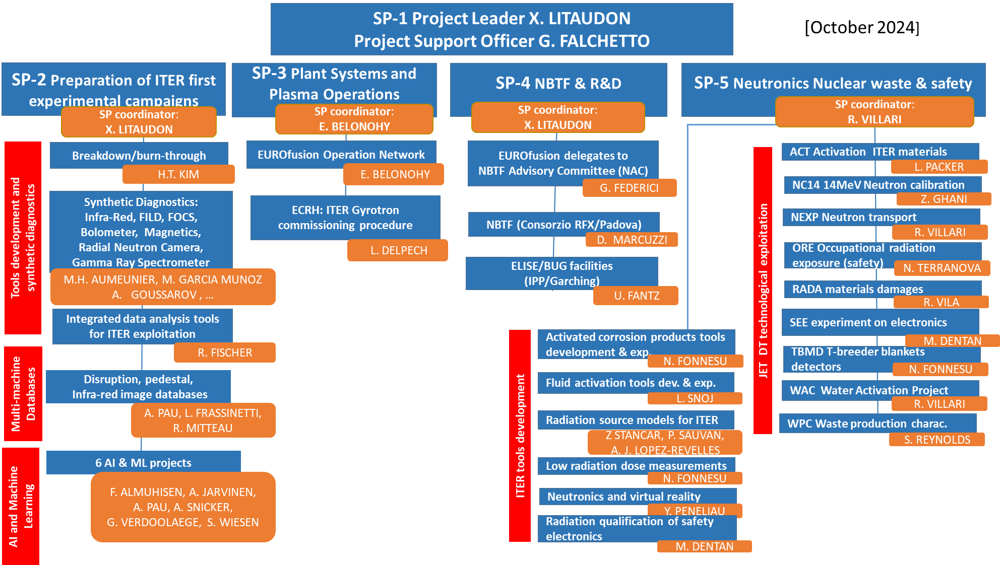 SP-1 Project Leader X. LITAUDON
Project Support Officer G. FALCHETTO
[October 2024]
SP-2 Preparation of ITER first
experimental campaigns
SP coordinator:
X. LITAUDON
Tools development and
synthetic diagnostics
Breakdown/burn-through
H.T. KIM
Synthetic Diagnostics:
Infra-Red, FILD, FOCS,
Bolometer, Magnetics,
Radial Neutron Camera,
Gamma Ray Spectrometer
M.H. AUMEUNIER, M. GARCIA MUNOZ
A. GOUSSAROV , ...
Integrated data analysis tools
for ITER exploitation
R. FISCHER
Multi-machine
Databases
Disruption, pedestal,
Infra-red image databases
A. PAU, L. FRASSINETTI,
R. MITTEAU
AI and Machine
Learning
6 AI & ML projects
F. ALMUHISEN, A. JARVINEN,
A. PAU, A. SNICKER,
G. VERDOOLAEGE, S. WIESEN
SP-3 Plant Systems and
Plasma Operations
SP coordinator:
E. BELONOHY
EUROfusion Operation Network
E. BELONOHY
ECRH: ITER Gyrotron
commissioning procedure
L. DELPECH
SP-4 NBTF & R&D
SP coordinator:
X. LITAUDON
EUROfusion delegates to
NBTF Advisory Committee (NAC)
G. FEDERICI
NBTF (Consorzio RFX/Padova)
D. MARCUZZI
ELISE/BUG facilities
(IPP/Garching)
U. FANTZ
SP-5 Neutronics Nuclear waste & safety
SP coordinator:
R. VILLARI
ITER tools development
Activated corrosion products tools
development & exp.
N. FONNESU
Fluid activation tools dev. & exp.
L. SNOJ
Radiation source models for ITER
Z STANCAR, P. SAUVAN,
A. J. LOPEZ-REVELLES
Low radiation dose measurements
N. FONNESU
Neutronics and virtual reality
Y. PENELIAU
Radiation qualification of safety
electronics
M. DENTAN
JET DT technological exploitation
ACT Activation ITER materials
L. PACKER
NC14 14MeV Neutron calibration
Z. GHANI
NEXP Neutron transport
R. VILLARI
ORE Occupational radiation
exposure (safety)
N. TERRANOVA
RADA materials damages
R. VILA
SEE experiment on electronics
M. DENTAN
TBMD T-breeder blankets
detectors
N. FONNESU
WAC Water Activation Project
R. VILLARI
WPC Waste production charac.
S. REYNOLDS